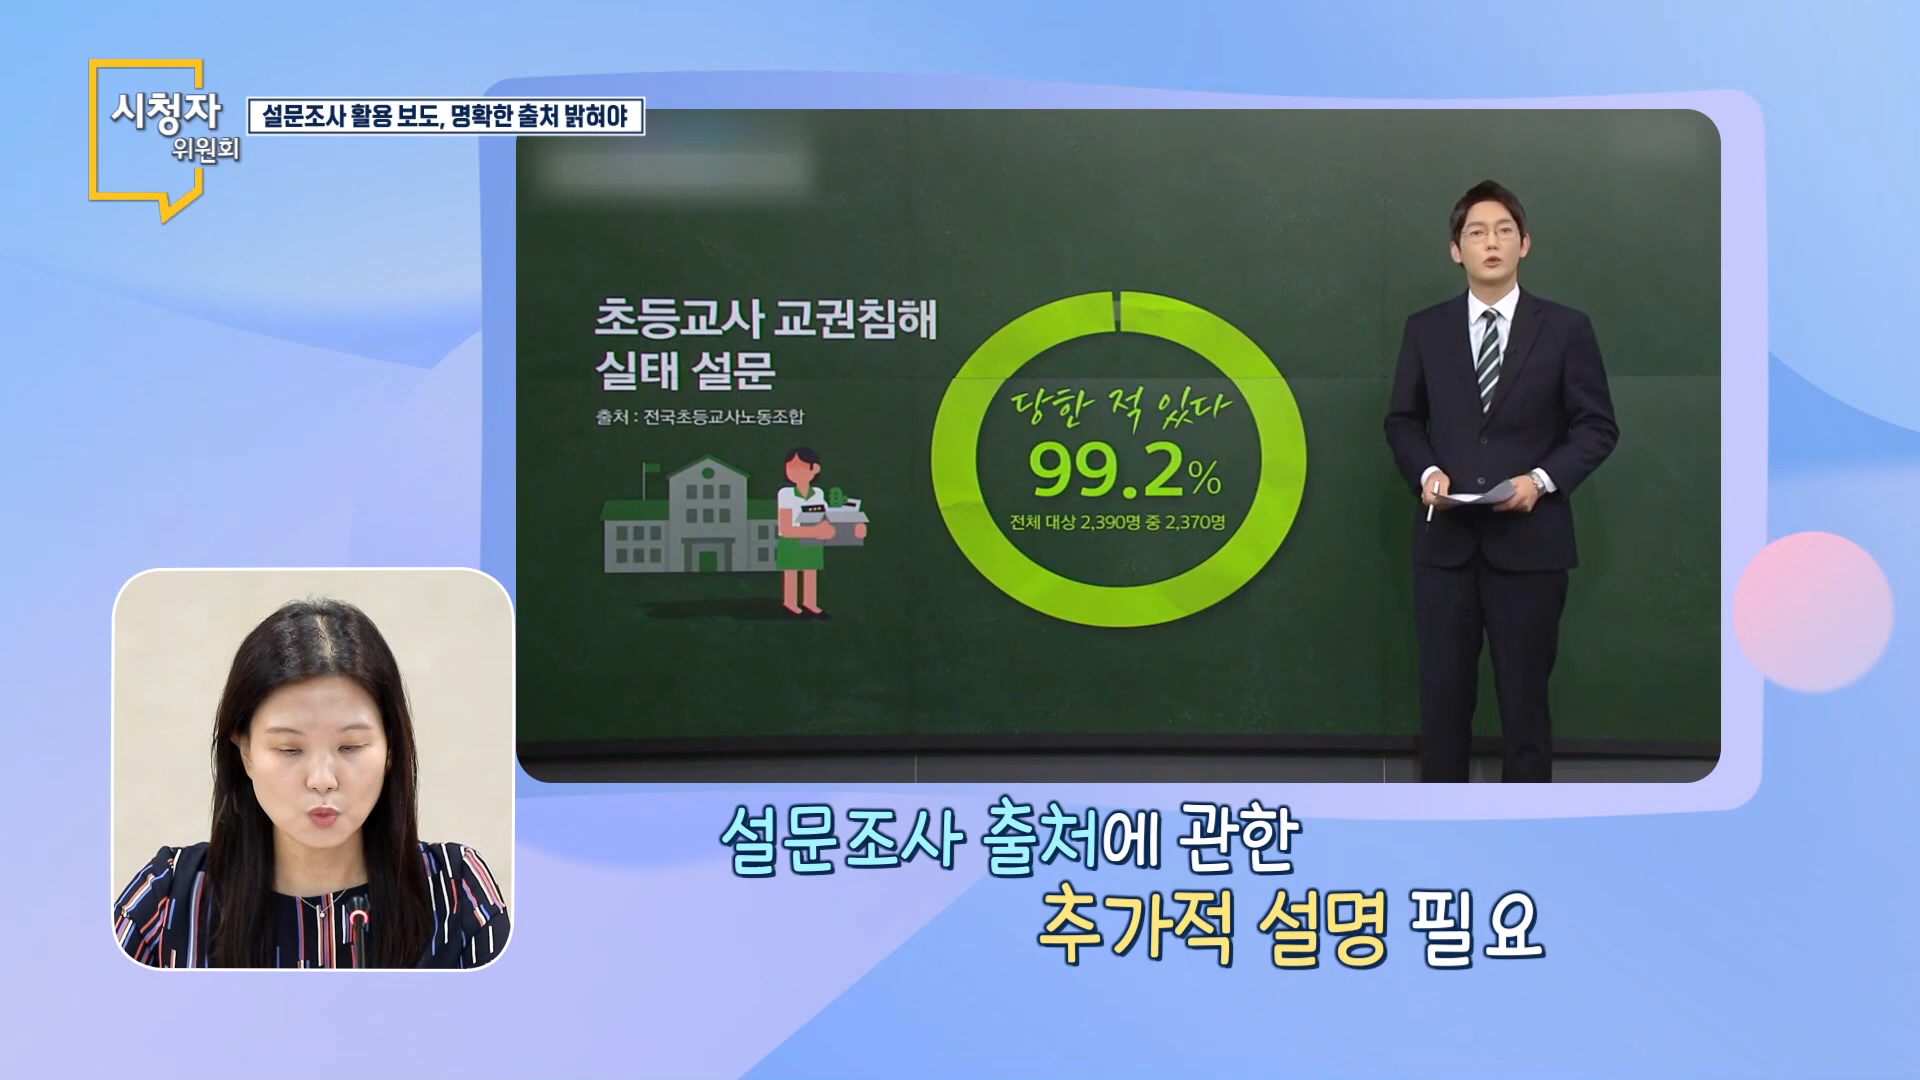 시청자
위원회
설문조사 활용 보도, 명확한 출처 밝혀야
초등교사 교권침해
실태 설문
출처 : 전국초등교사노동조합
당한 적 있다
99.2%
전체 대상 2,390명 중 2,370명
설문조사 출처에 관한
추가적 설명 필요